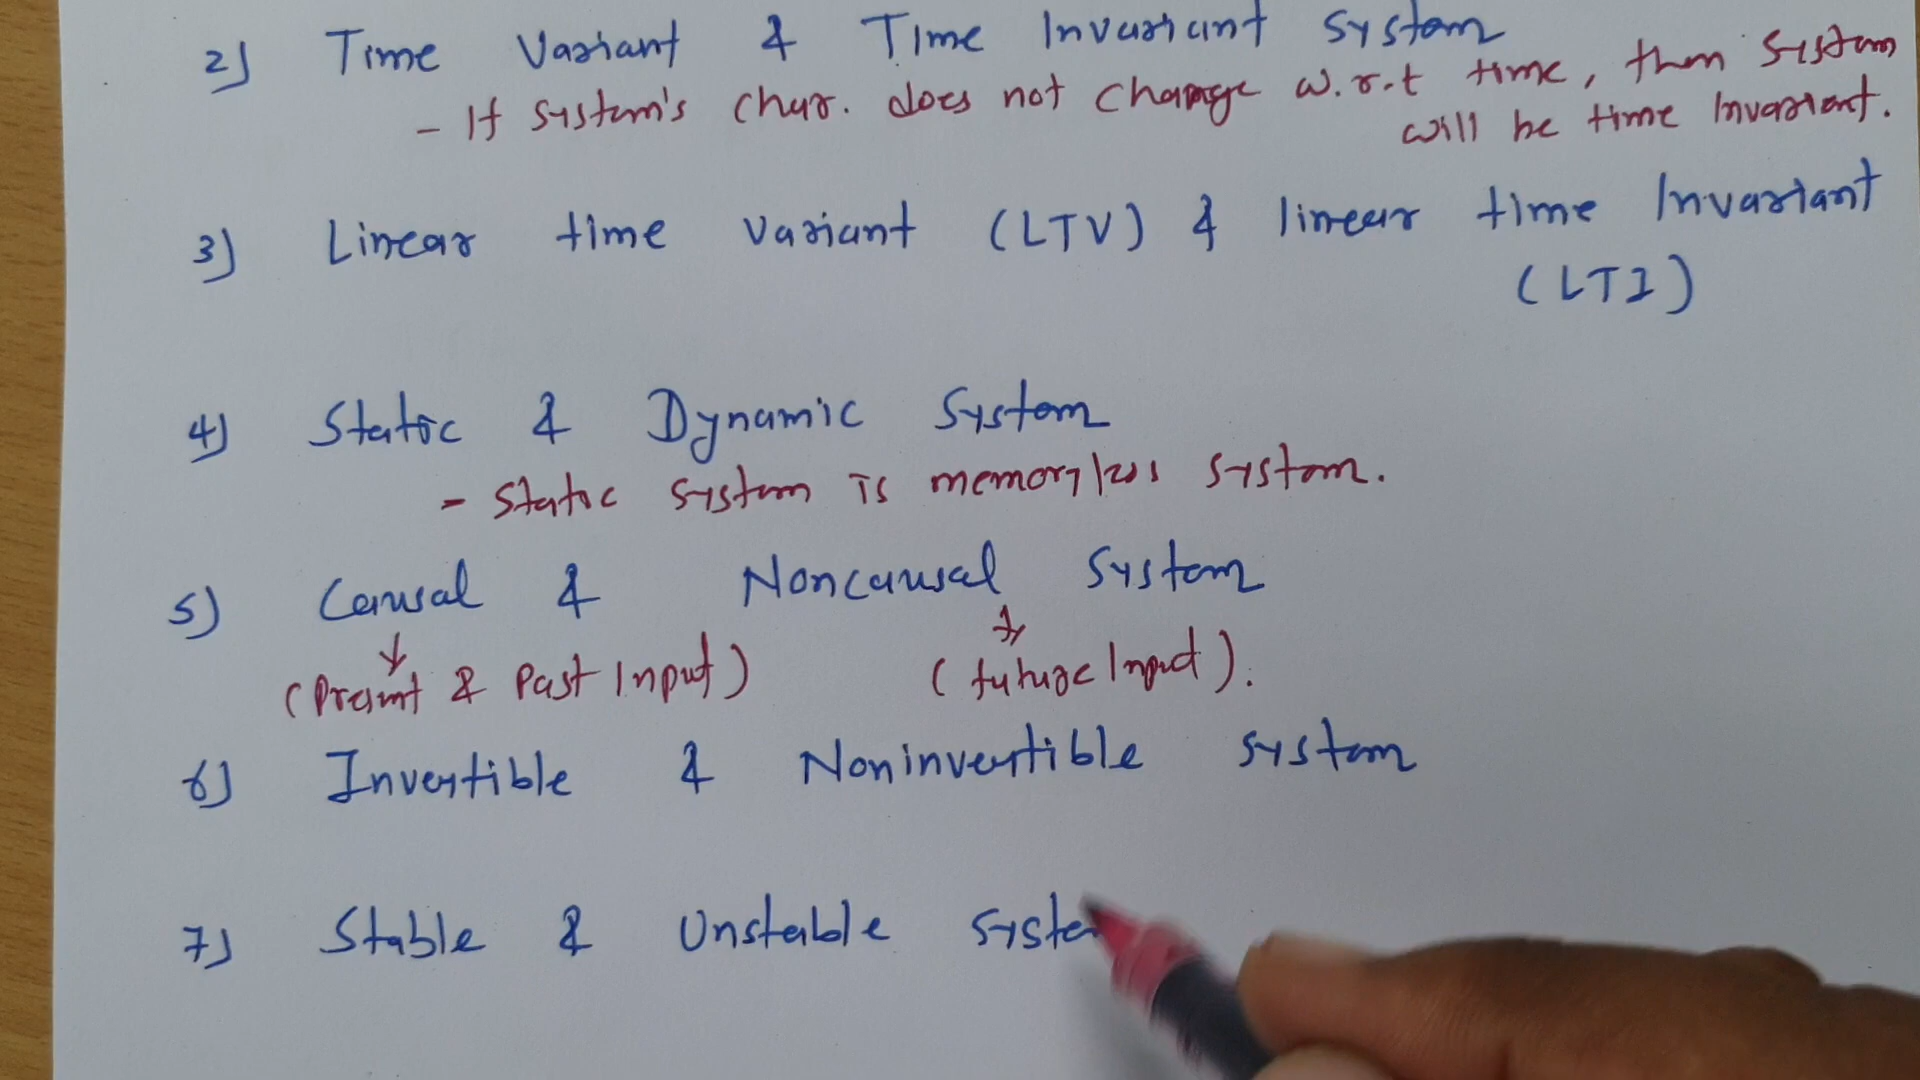 2) Time Variant & Time Invariant System
- If system's char. does not change w.r.t time, then system
will be time Invariant.
3) Linear time variant (LTV) & linear time Invariant
(LTI)
4) Static & Dynamic System
- Static system is memoryless system.
5) Causal & Noncausal System
(Present & Past Input) (future Input).
6) Invertible & Noninvertible system
7) Stable & Unstable syste